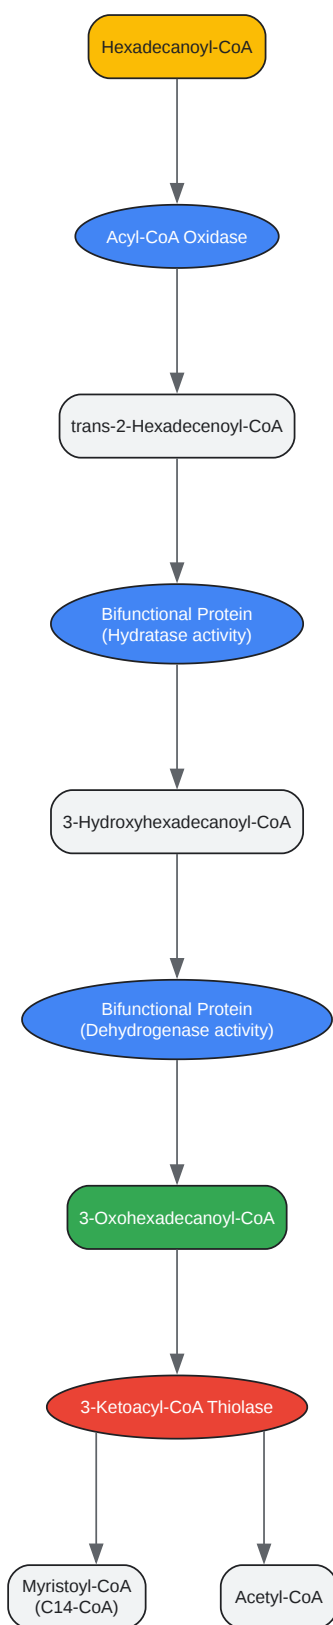 Hexadecanoyl-CoA
Acyl-CoA Oxidase
trans-2-Hexadecenoyl-CoA
Bifunctional Protein
(Hydratase activity)
3-Hydroxyhexadecanoyl-CoA
Bifunctional Protein
(Dehydrogenase activity)
3-Oxohexadecanoyl-CoA
3-Ketoacyl-CoA Thiolase
Myristoyl-CoA
(C14-CoA)
Acetyl-CoA